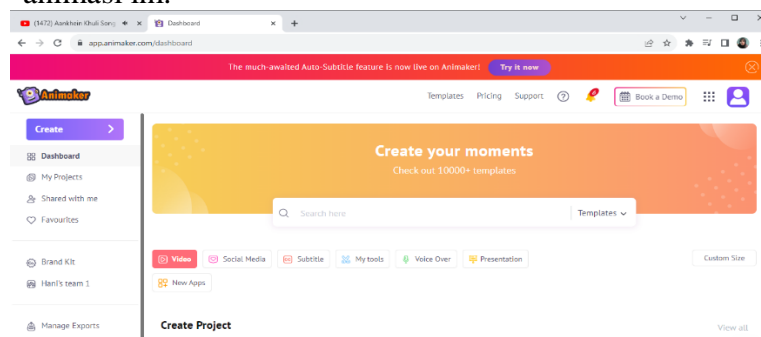 animasi ini.
(1472) Aankhein Khuli Song
Dashboard
app.animaker.com/dashboard
The much-awaited Auto-Subtitle feature is now live on Animaker! Try it now
Animaker
Templates Pricing Support Book a Demo
Create
Dashboard
My Projects
Shared with me
Favourites
Brand Kit
Hani's team 1
Manage Exports
Create your moments
Check out 10000+ templates
Search here Templates
Video Social Media Subtitle My tools Voice Over Presentation Custom Size
New Apps
Create Project View all